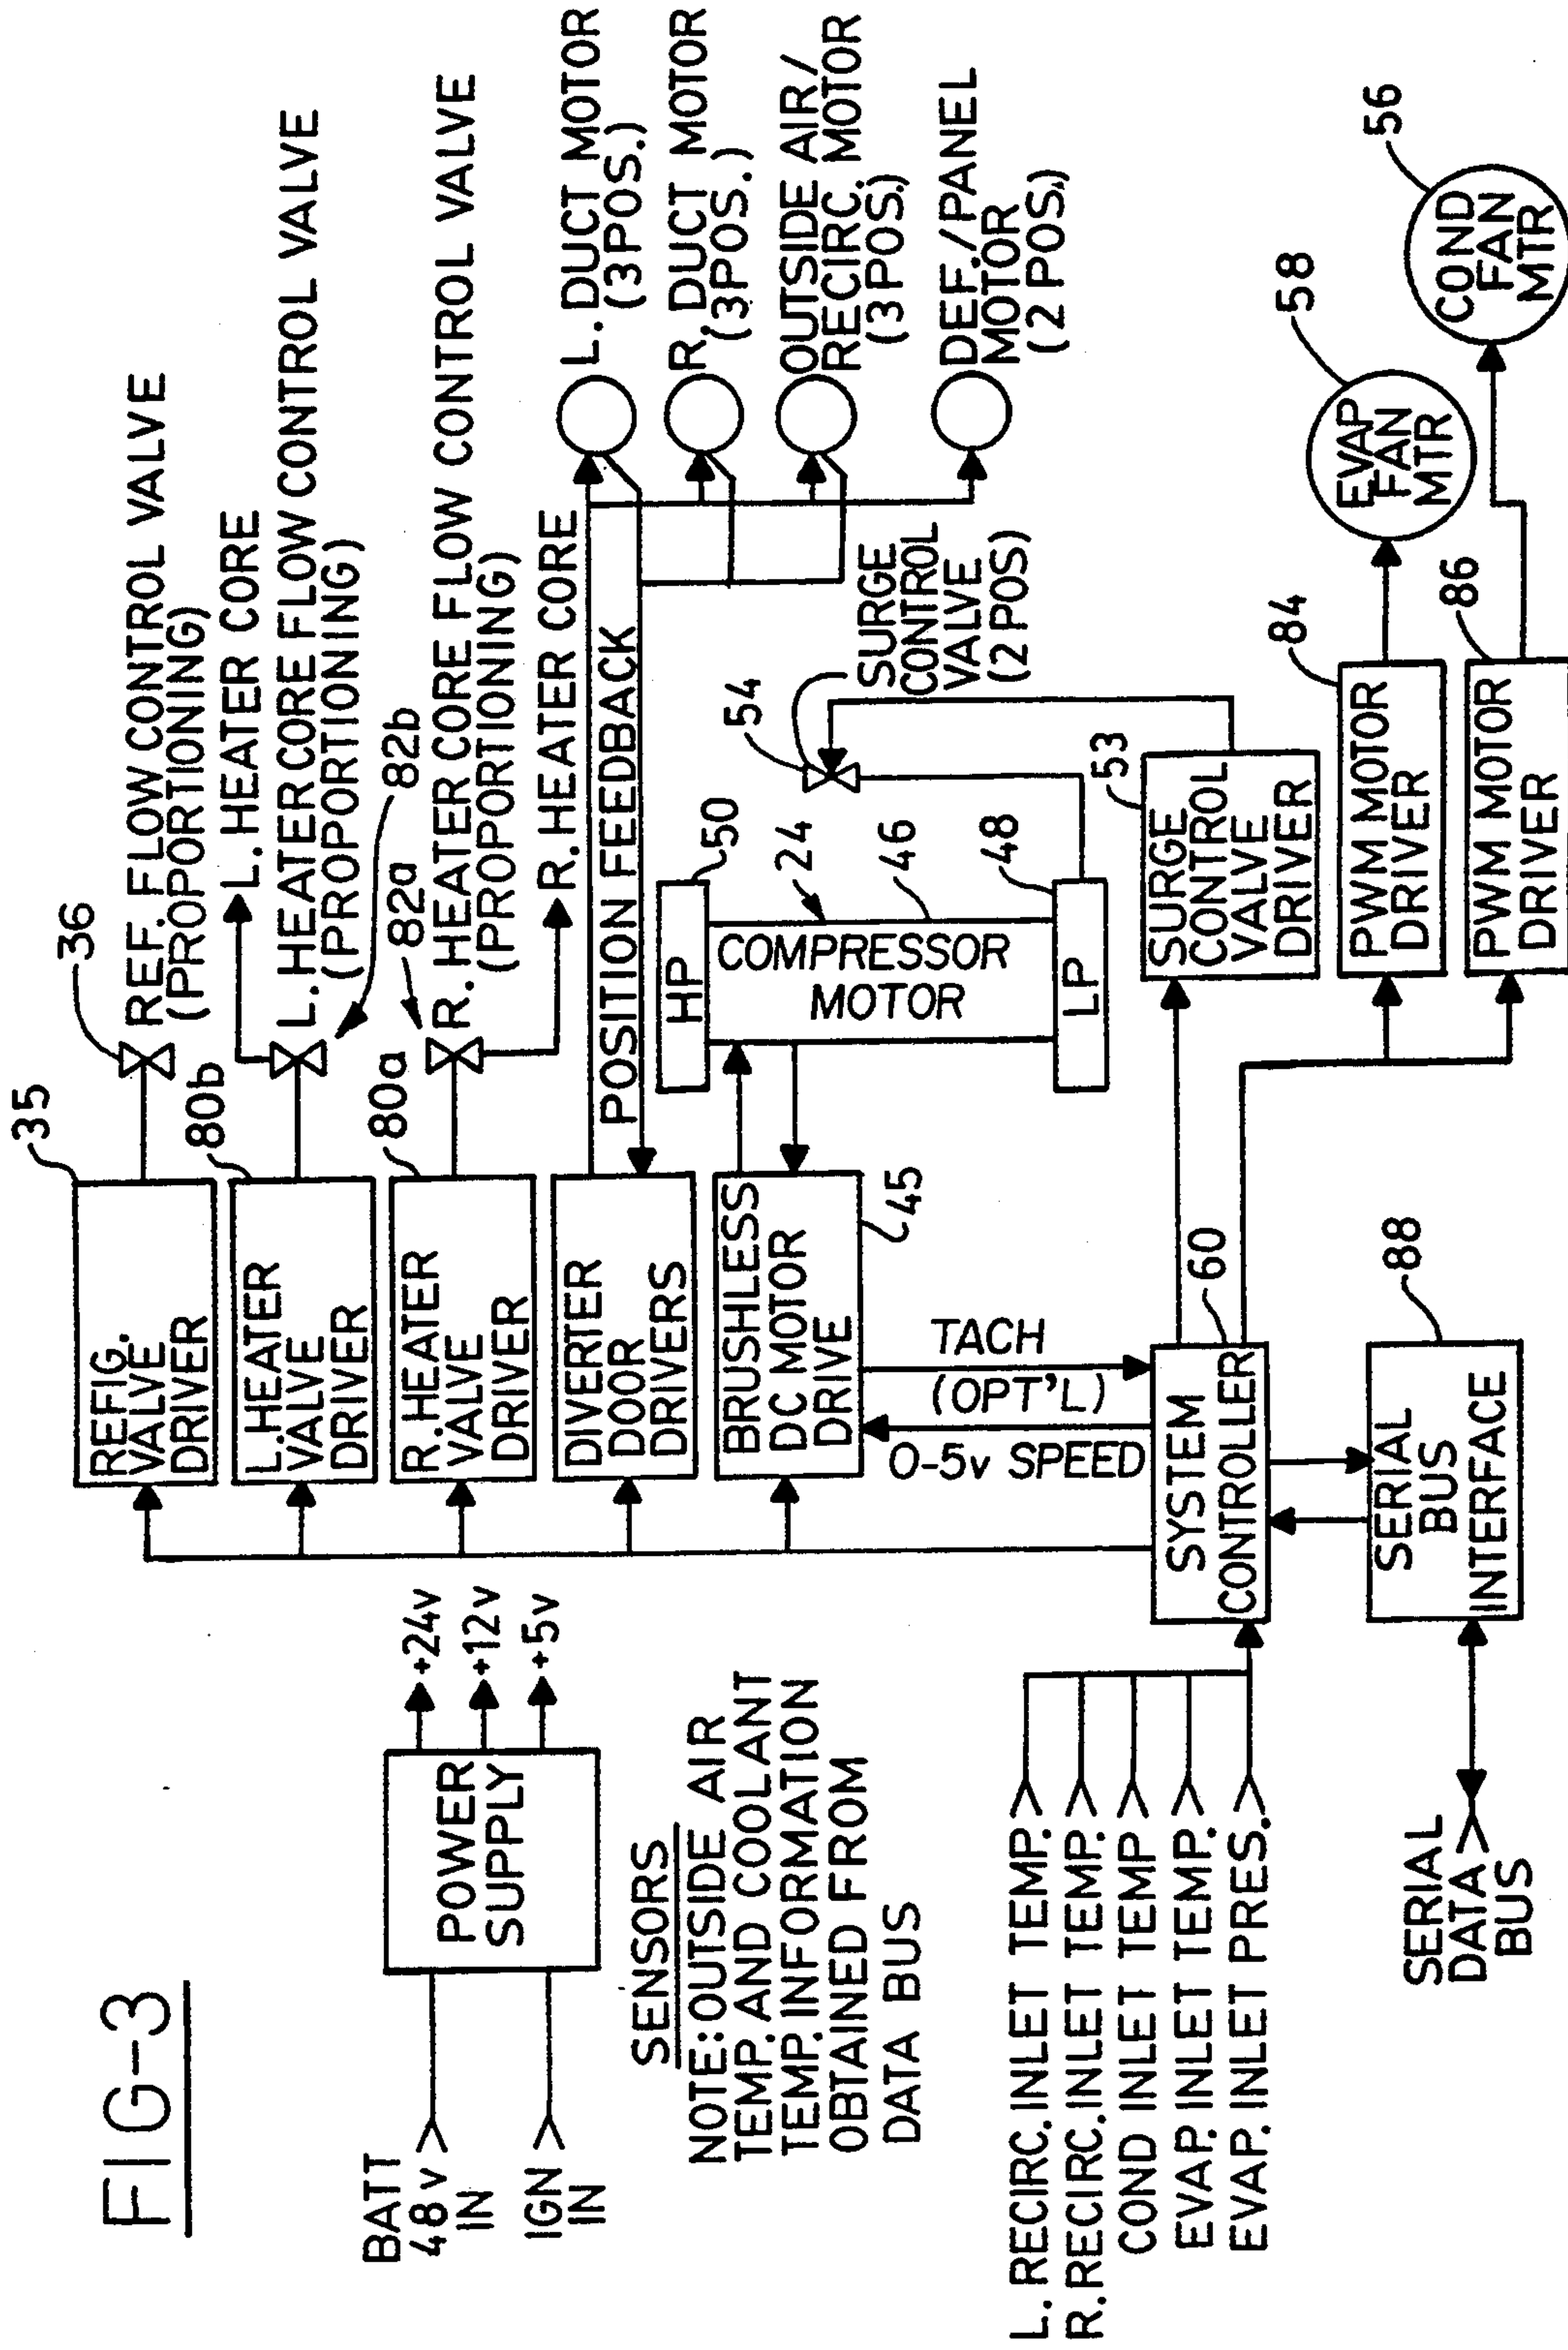 FIG-3
BATT
48v
IN
IGN
IN
POWER
SUPPLY
+24v
+12v
+5v
SENSORS
NOTE: OUTSIDE AIR
TEMP. AND COOLANT
TEMP. INFORMATION
OBTAINED FROM
DATA BUS
L. RECIRC. INLET TEMP.
R. RECIRC. INLET TEMP.
COND INLET TEMP
EVAP. INLET TEMP.
EVAP. INLET PRES.
SERIAL
DATA
BUS
REFIG.
VALVE
DRIVER
35
36
REF. FLOW CONTROL VALVE
(PROPORTIONING)
L. HEATER
VALVE
DRIVER
80b
L. HEATER CORE
L. HEATER CORE FLOW CONTROL VALVE
(PROPORTIONING)
82b
R. HEATER
VALVE
DRIVER
80a
82a
R. HEATER CORE FLOW CONTROL VALVE
(PROPORTIONING)
R. HEATER CORE
DIVERTER
DOOR
DRIVERS
POSITION FEEDBACK
L. DUCT MOTOR
(3 POS.)
R. DUCT MOTOR
(3 POS.)
OUTSIDE AIR/
RECIRC. MOTOR
(3 POS.)
DEF./PANEL
MOTOR
(2 POS.)
BRUSHLESS
DC MOTOR
DRIVE
45
HP
50
COMPRESSOR
MOTOR
24
46
LP
48
54
SURGE
CONTROL
VALVE
(2 POS)
TACH
(OPT'L)
0-5v SPEED
SYSTEM
CONTROLLER
60
SURGE
CONTROL
VALVE
DRIVER
53
PWM MOTOR
DRIVER
84
EVAP
FAN
MTR
58
PWM MOTOR
DRIVER
86
COND
FAN
MTR
56
SERIAL
BUS
INTERFACE
88